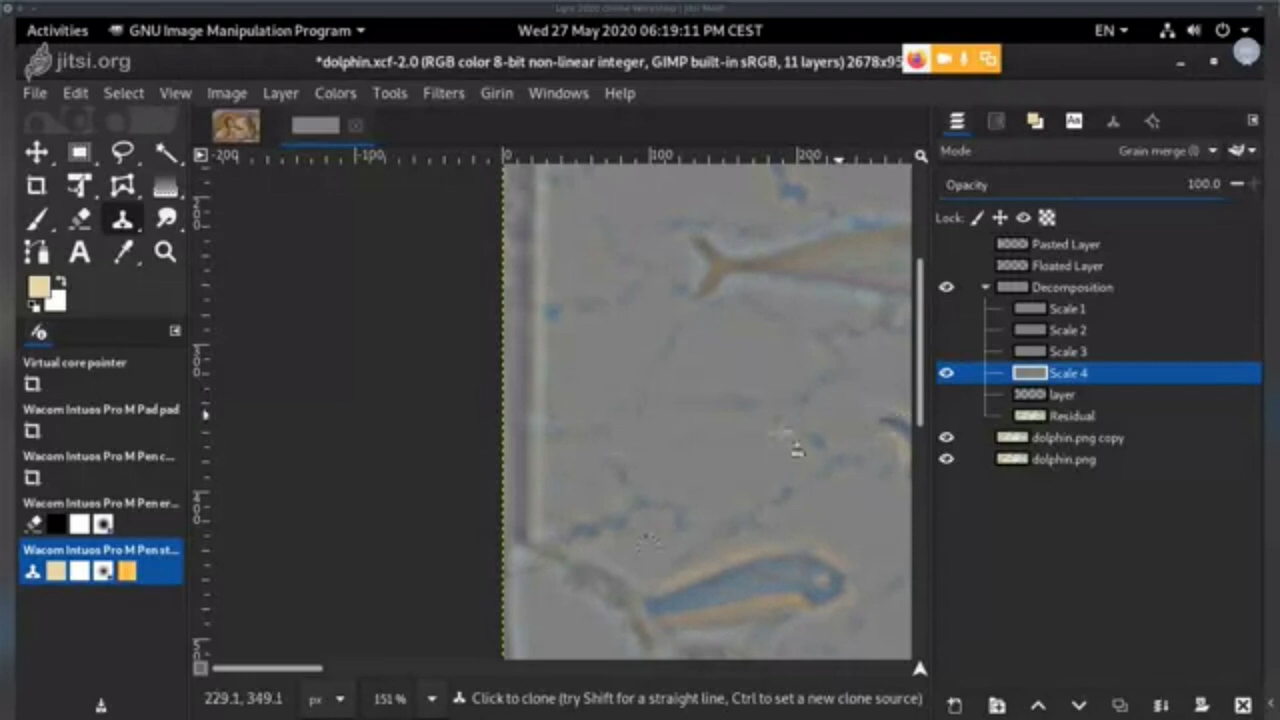 Activities GNU Image Manipulation Program Wed 27 May 2020 06:19:11 PM CEST EN
jitsi.org
*dolphin.xcf-2.0 (RGB color 8-bit non-linear integer, GIMP built-in sRGB, 11 layers) 2678x95
File Edit Select View Image Layer Colors Tools Filters Girin Windows Help
-200 -100 0 100 200
Mode Grain merge (l)
Opacity 100.0
Lock:
Pasted Layer
Floated Layer
Decomposition
Scale 1
Scale 2
Scale 3
Scale 4
layer
Residual
dolphin.png copy
dolphin.png
Virtual core pointer
Wacom Intuos Pro M Pad pad
Wacom Intuos Pro M Pen c...
Wacom Intuos Pro M Pen er...
Wacom Intuos Pro M Pen st...
229.1, 349.1 px 151 % Click to clone (try Shift for a straight line, Ctrl to set a new clone source)